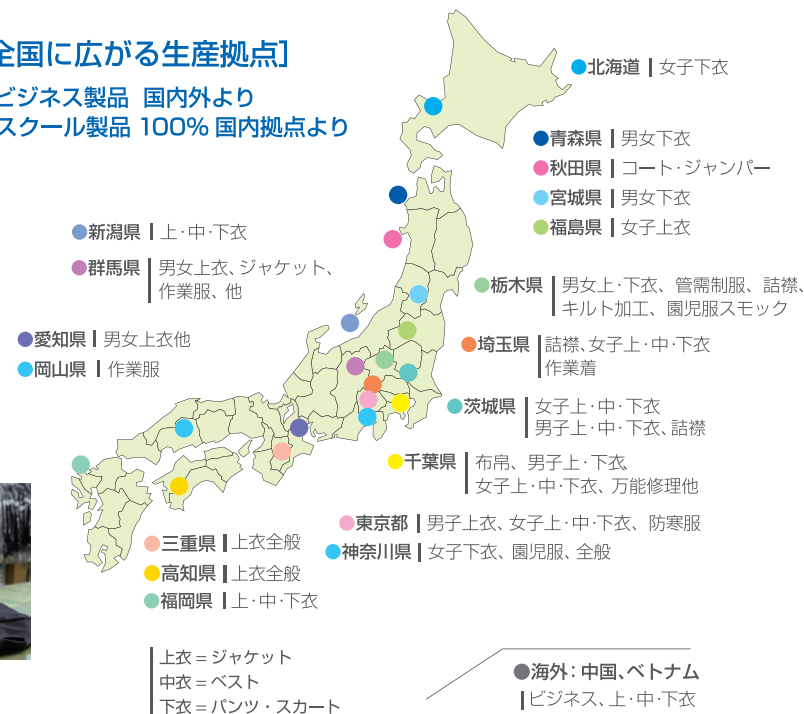 全国に広がる生産拠点]
ビジネス製品 国内外より
スクール製品 100% 国内拠点より
北海道 女子下衣
青森県 男女下衣
秋田県 コート・ジャンパー
宮城県 男女下衣
福島県 女子上衣
新潟県 上・中・下衣
群馬県 男女上衣、ジャケット、
作業服、他
栃木県 男女上・下衣、官需制服、詰襟、
キルト加工、園児服スモック
愛知県 男女上衣他
岡山県 作業服
埼玉県 詰襟、女子上・中・下衣
作業着
茨城県 女子上・中・下衣
男子上・中・下衣、詰襟
千葉県 布帛、男子上・下衣
女子上・中・下衣、万能修理他
東京都 男子上衣、女子上・中・下衣、防寒服
神奈川県 女子下衣、園児服、全般
三重県 上衣全般
高知県 上衣全般
福岡県 上・中・下衣
上衣=ジャケット
中衣=ベスト
下衣=パンツ・スカート
海外:中国、ベトナム
ビジネス、上・中・下衣